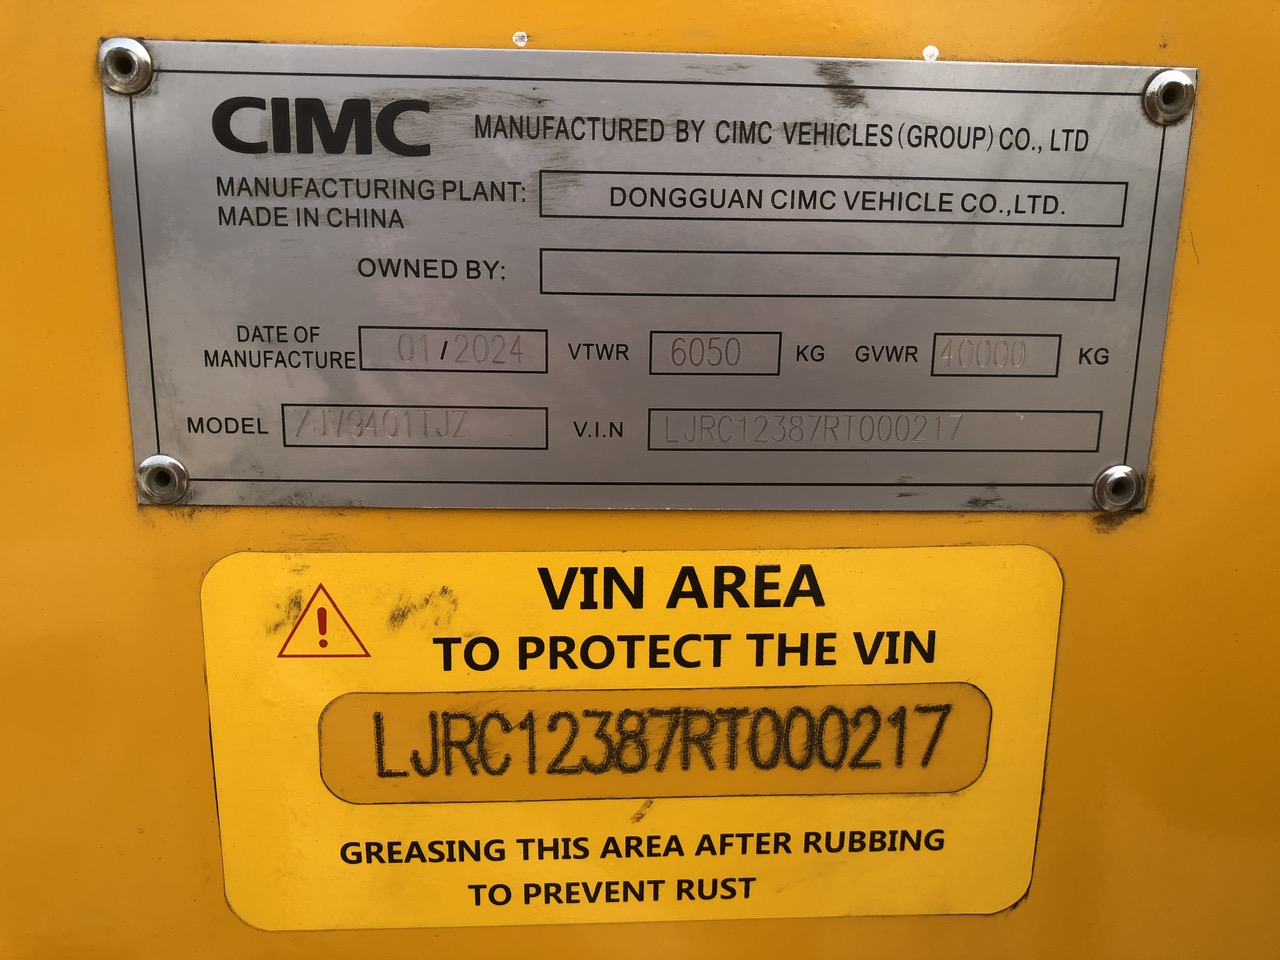 CIMC MANUFACTURED BY CIMC VEHICLES (GROUP) CO., LTD
MANUFACTURING PLANT: DONGGUAN CIMC VEHICLE CO.,LTD.
MADE IN CHINA
OWNED BY:
DATE OF MANUFACTURE 01/2024 VTWR 6050 KG GVWR 40000 KG
MODEL ZJV9401TJZ V.I.N LJRC12387RT000217
VIN AREA
TO PROTECT THE VIN
LJRC12387RT000217
GREASING THIS AREA AFTER RUBBING
TO PREVENT RUST